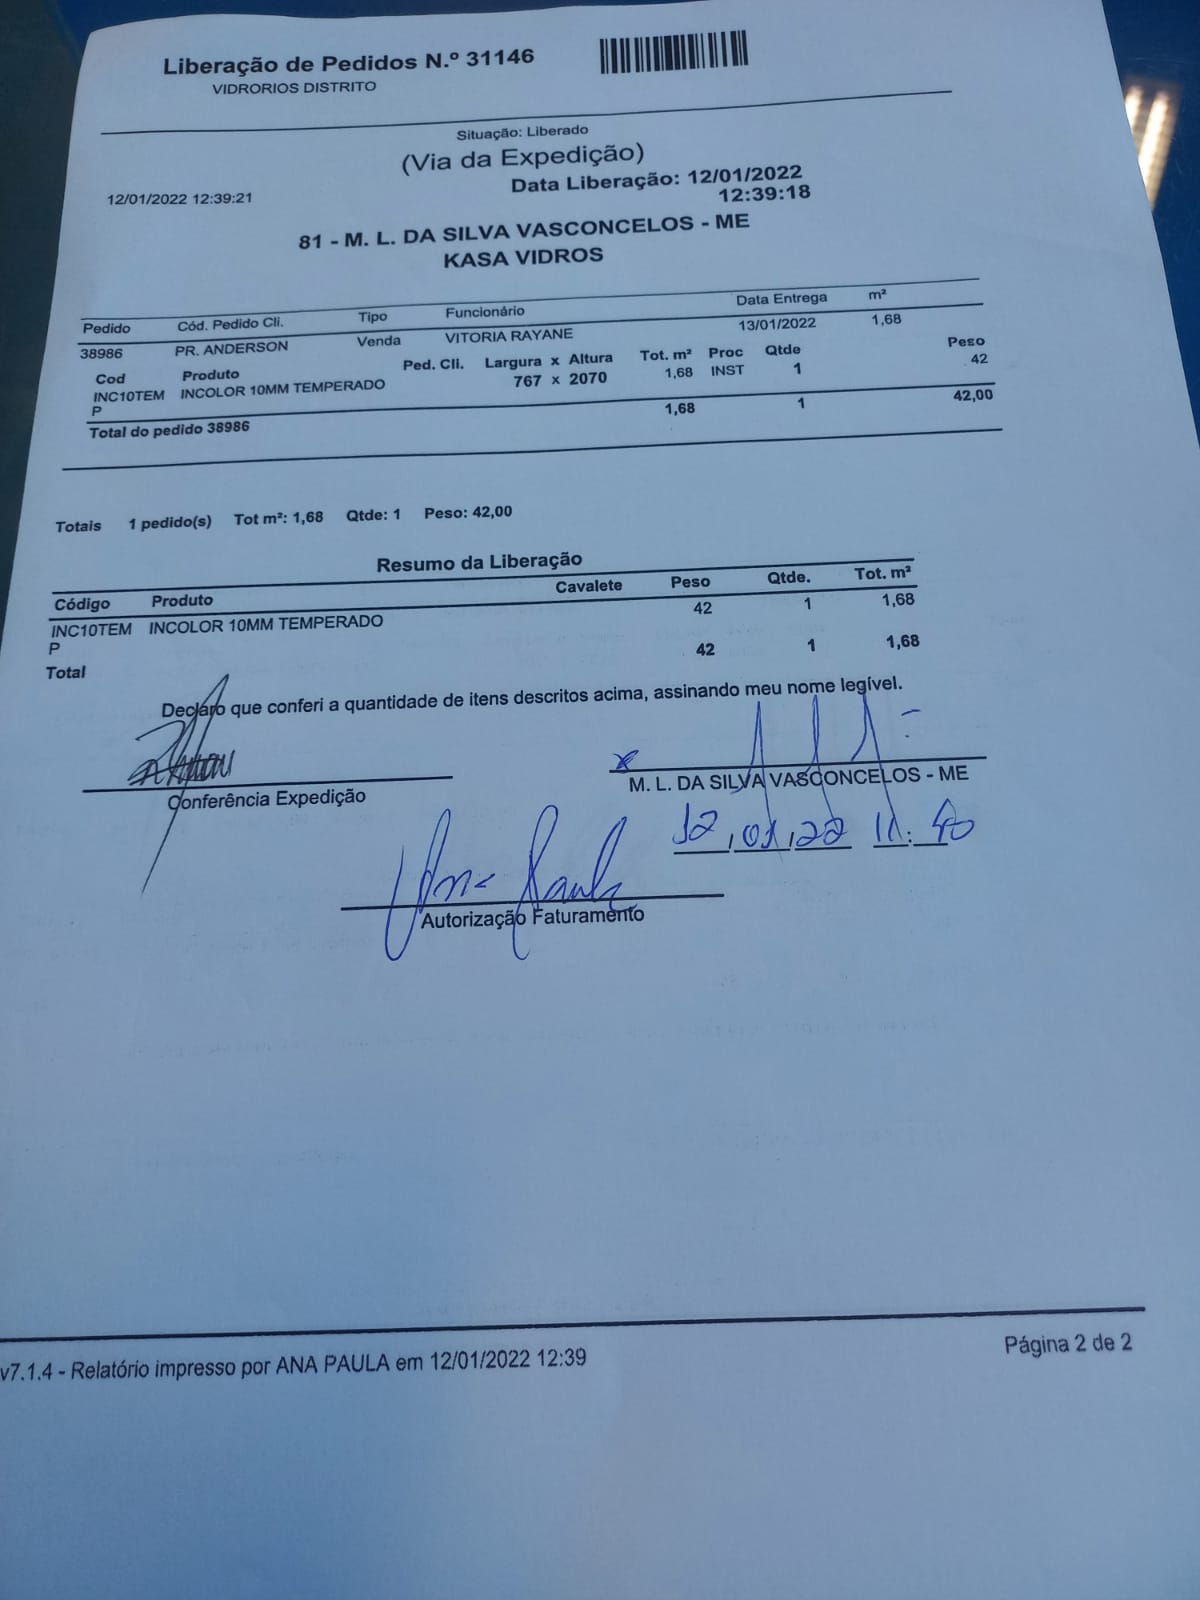 Liberação de Pedidos N.º 31146
VIDRORIOS DISTRITO
Situação: Liberado
(Via da Expedição)
12/01/2022 12:39:21
Data Liberação: 12/01/2022
12:39:18
81 - M. L. DA SILVA VASCONCELOS - ME
KASA VIDROS
Pedido Cód. Pedido Cli. Tipo Funcionário Data Entrega m²
38986 PR. ANDERSON Venda VITORIA RAYANE 13/01/2022 1,68
Cod Produto Ped. Cli. Largura x Altura Tot. m² Proc Qtde Peso
INC10TEM INCOLOR 10MM TEMPERADO 767 x 2070 1,68 INST 1 42
P
Total do pedido 38986 1,68 1 42,00
Totais 1 pedido(s) Tot m²: 1,68 Qtde: 1 Peso: 42,00
Resumo da Liberação
Código Produto Cavalete Peso Qtde. Tot. m²
INC10TEM INCOLOR 10MM TEMPERADO 42 1 1,68
P
Total 42 1 1,68
Declaro que conferi a quantidade de itens descritos acima, assinando meu nome legível.
x
Conferência Expedição
M. L. DA SILVA VASCONCELOS - ME
12,01,22 11:40
Ana Paula
Autorização Faturamento
v7.1.4 - Relatório impresso por ANA PAULA em 12/01/2022 12:39
Página 2 de 2